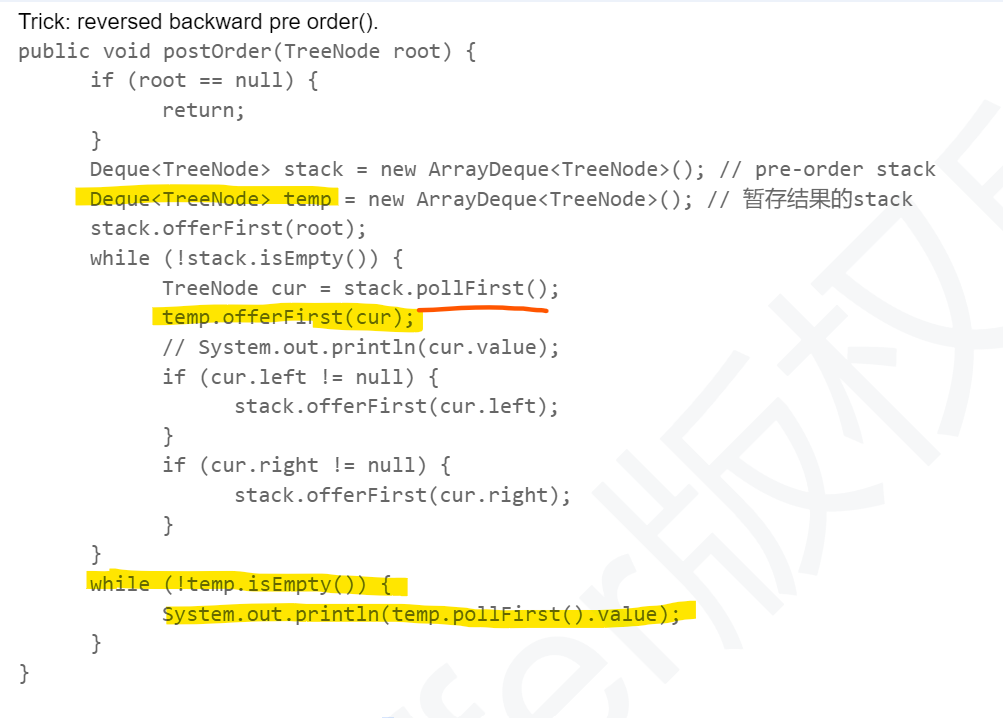 Trick: reversed backward pre order().
public void postOrder(TreeNode root) {
if (root == null) {
return;
}
Deque<TreeNode> stack = new ArrayDeque<TreeNode>(); // pre-order stack
Deque<TreeNode> temp = new ArrayDeque<TreeNode>(); // 暂存结果的stack
stack.offerFirst(root);
while (!stack.isEmpty()) {
TreeNode cur = stack.pollFirst();
temp.offerFirst(cur);
// System.out.println(cur.value);
if (cur.left != null) {
stack.offerFirst(cur.left);
}
if (cur.right != null) {
stack.offerFirst(cur.right);
}
}
while (!temp.isEmpty()) {
System.out.println(temp.pollFirst().value);
}
}